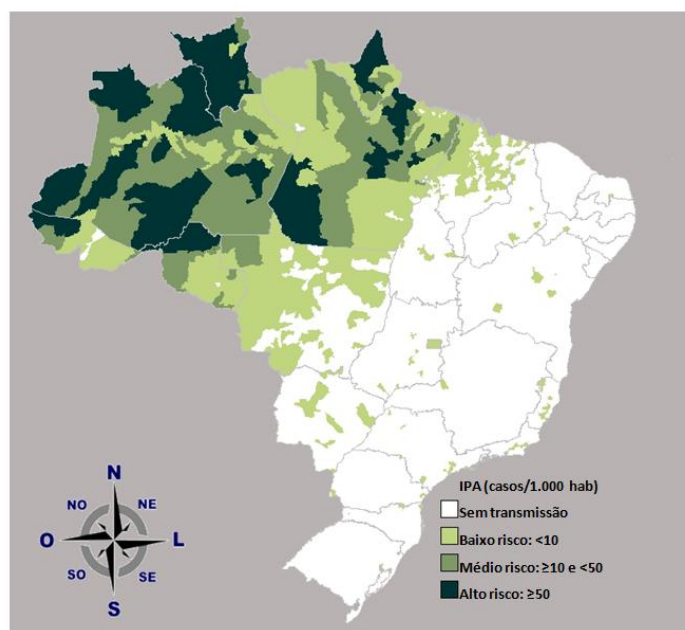 N
NO
NE
O
L
SO
SE
S
IPA (casos/1.000 hab)
Sem transmissão
Baixo risco: <10
Médio risco: ≥10 e <50
Alto risco: ≥50